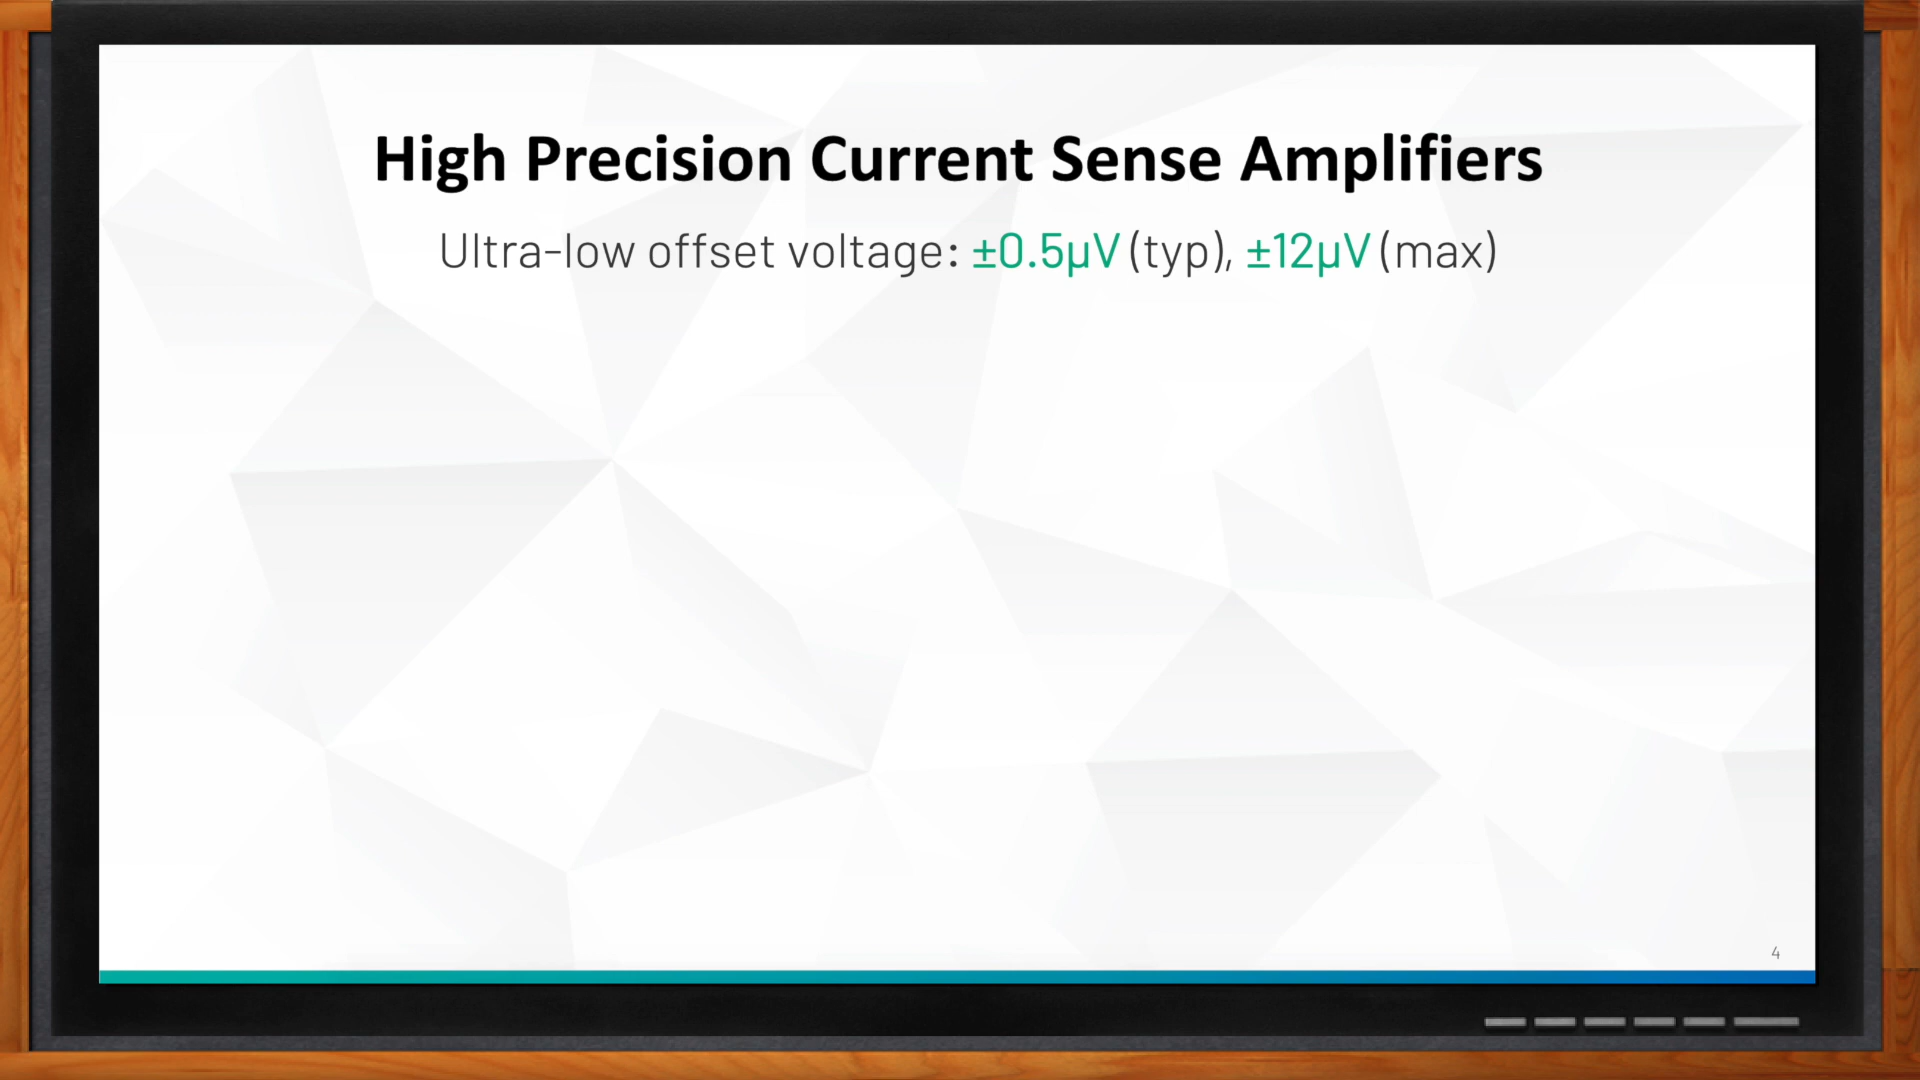 High Precision Current Sense Amplifiers
Ultra-low offset voltage: ±0.5µV (typ), ±12µV (max)
4